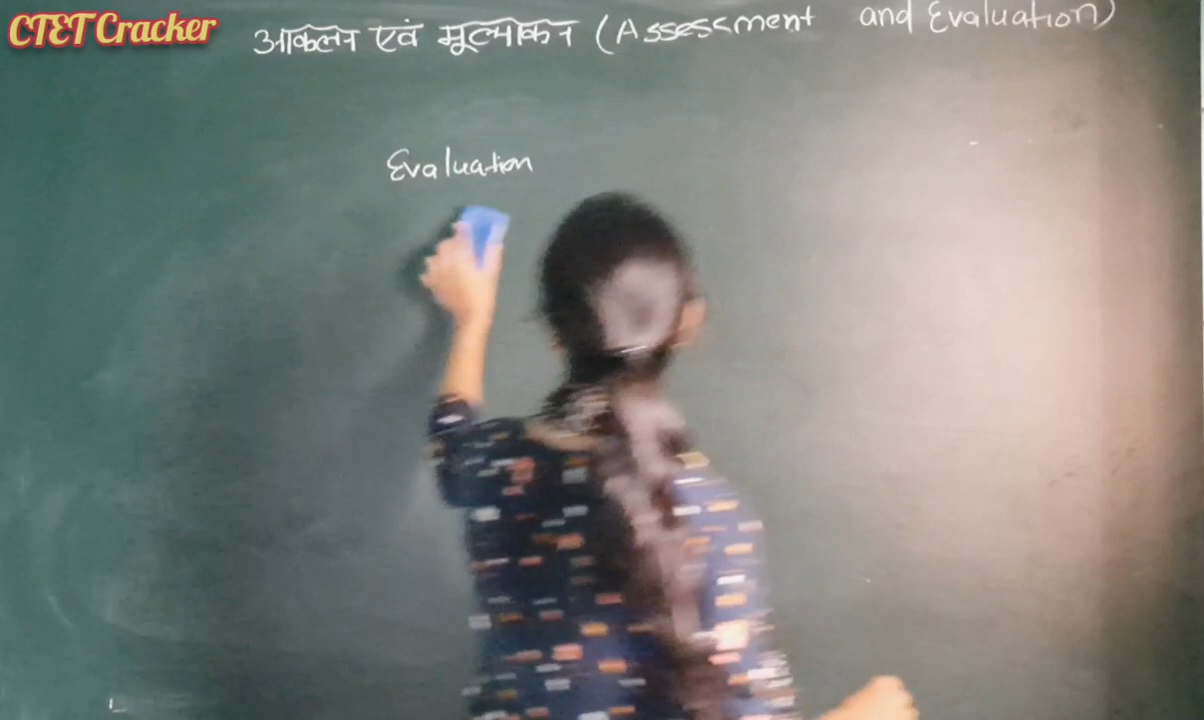 CTET Cracker
आकलन एवं मूल्यांकन (Assessment and Evaluation)
Evaluation